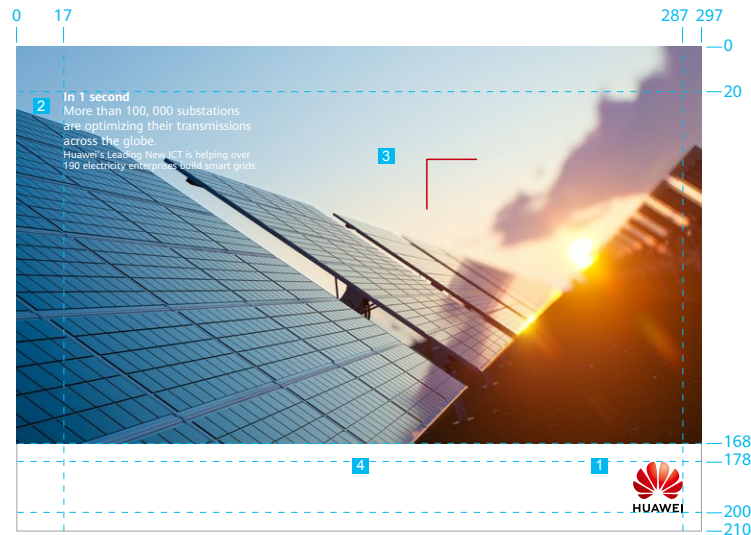 0 17 287 297
0
20
2
In 1 second
More than 100, 000 substations
are optimizing their transmissions
across the globe.
Huawei's Leading New ICT is helping over
190 electricity enterprises build smart grids.
3
168
178
4 1
HUAWEI
200
210